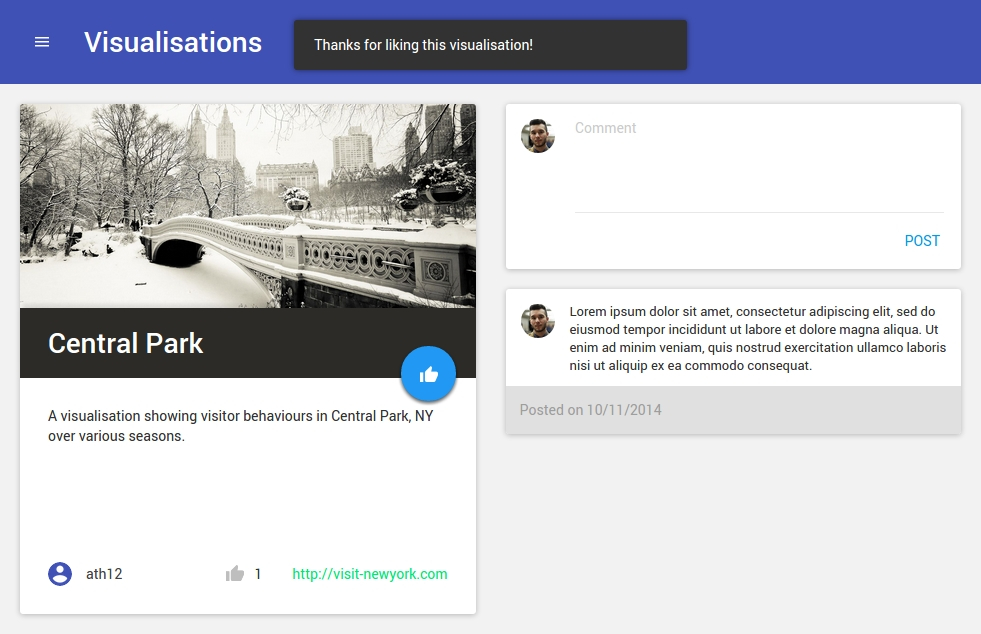 Visualisations
Thanks for liking this visualisation!
Central Park
A visualisation showing visitor behaviours in Central Park, NY
over various seasons.
ath12
1
http://visit-newyork.com
Comment
POST
Lorem ipsum dolor sit amet, consectetur adipiscing elit, sed do
eiusmod tempor incididunt ut labore et dolore magna aliqua. Ut
enim ad minim veniam, quis nostrud exercitation ullamco laboris
nisi ut aliquip ex ea commodo consequat.
Posted on 10/11/2014